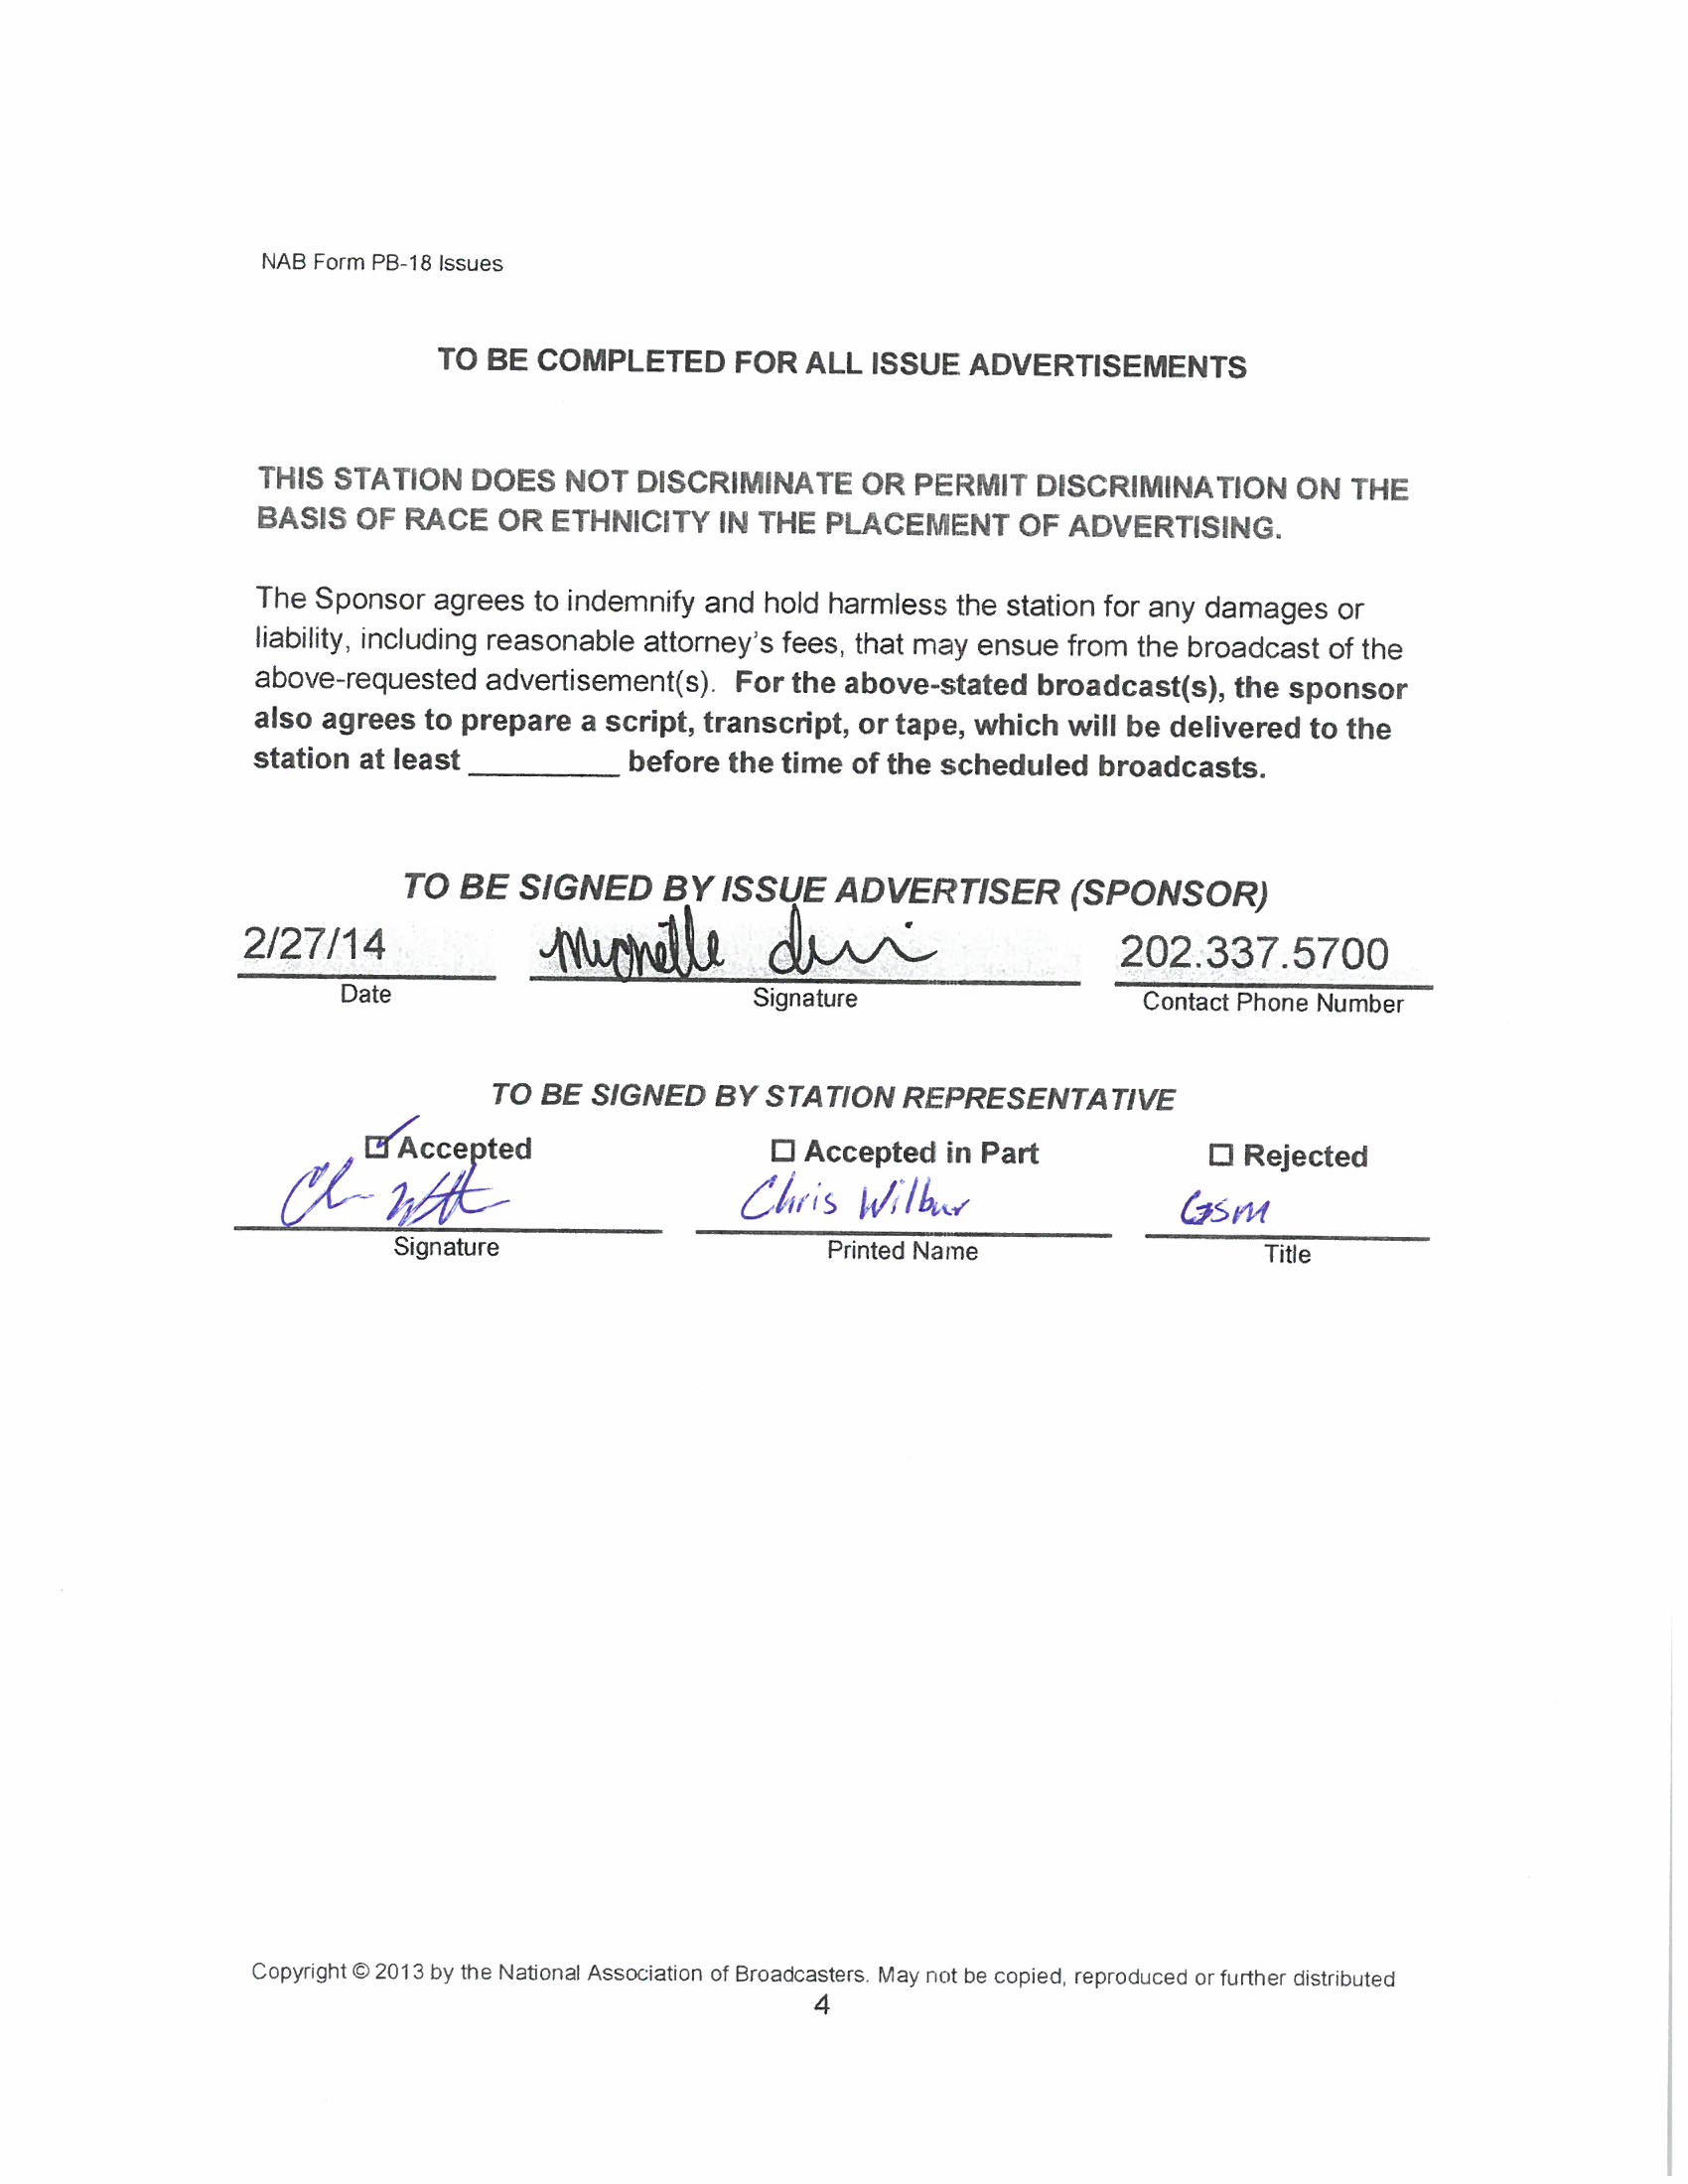 NAB Form PB-18 Issues
TO BE COMPLETED FOR ALL ISSUE ADVERTISEMENTS
THIS STATION DOES NOT DISCRIMINATE OR PERMIT DISCRIMINATION ON THE
BASIS OF RACE OR ETHNICITY IN THE PLACEMENT OF ADVERTISING.
The Sponsor agrees to indemnify and hold harmless the station for any damages or
liability, including reasonable attorney's fees, that may ensue from the broadcast of the
above-requested advertisement(s). For the above-stated broadcast(s), the sponsor
also agrees to prepare a script, transcript, or tape, which will be delivered to the
station at least __________ before the time of the scheduled broadcasts.
TO BE SIGNED BY ISSUE ADVERTISER (SPONSOR)
2/27/14 202.337.5700
Date Signature Contact Phone Number
TO BE SIGNED BY STATION REPRESENTATIVE
☑ Accepted ☐ Accepted in Part ☐ Rejected
Chris Wilbur GSM
Signature Printed Name Title
Copyright © 2013 by the National Association of Broadcasters. May not be copied, reproduced or further distributed
4